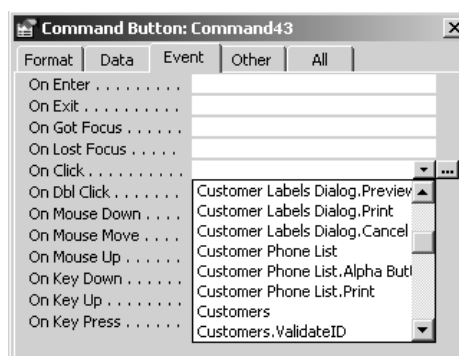 Command Button: Command43
Format Data Event Other All
On Enter . . . . . . . . .
On Exit . . . . . . . . . .
On Got Focus . . . . . .
On Lost Focus . . . . . .
On Click . . . . . . . . . . ...
On Dbl Click . . . . . . . Customer Labels Dialog.Preview
On Mouse Down . . . . Customer Labels Dialog.Print
On Mouse Move . . . . Customer Labels Dialog.Cancel
On Mouse Up . . . . . . Customer Phone List
On Key Down . . . . . . Customer Phone List.Alpha But
On Key Up . . . . . . . . Customer Phone List.Print
On Key Press . . . . . . Customers
Customers.ValidateID